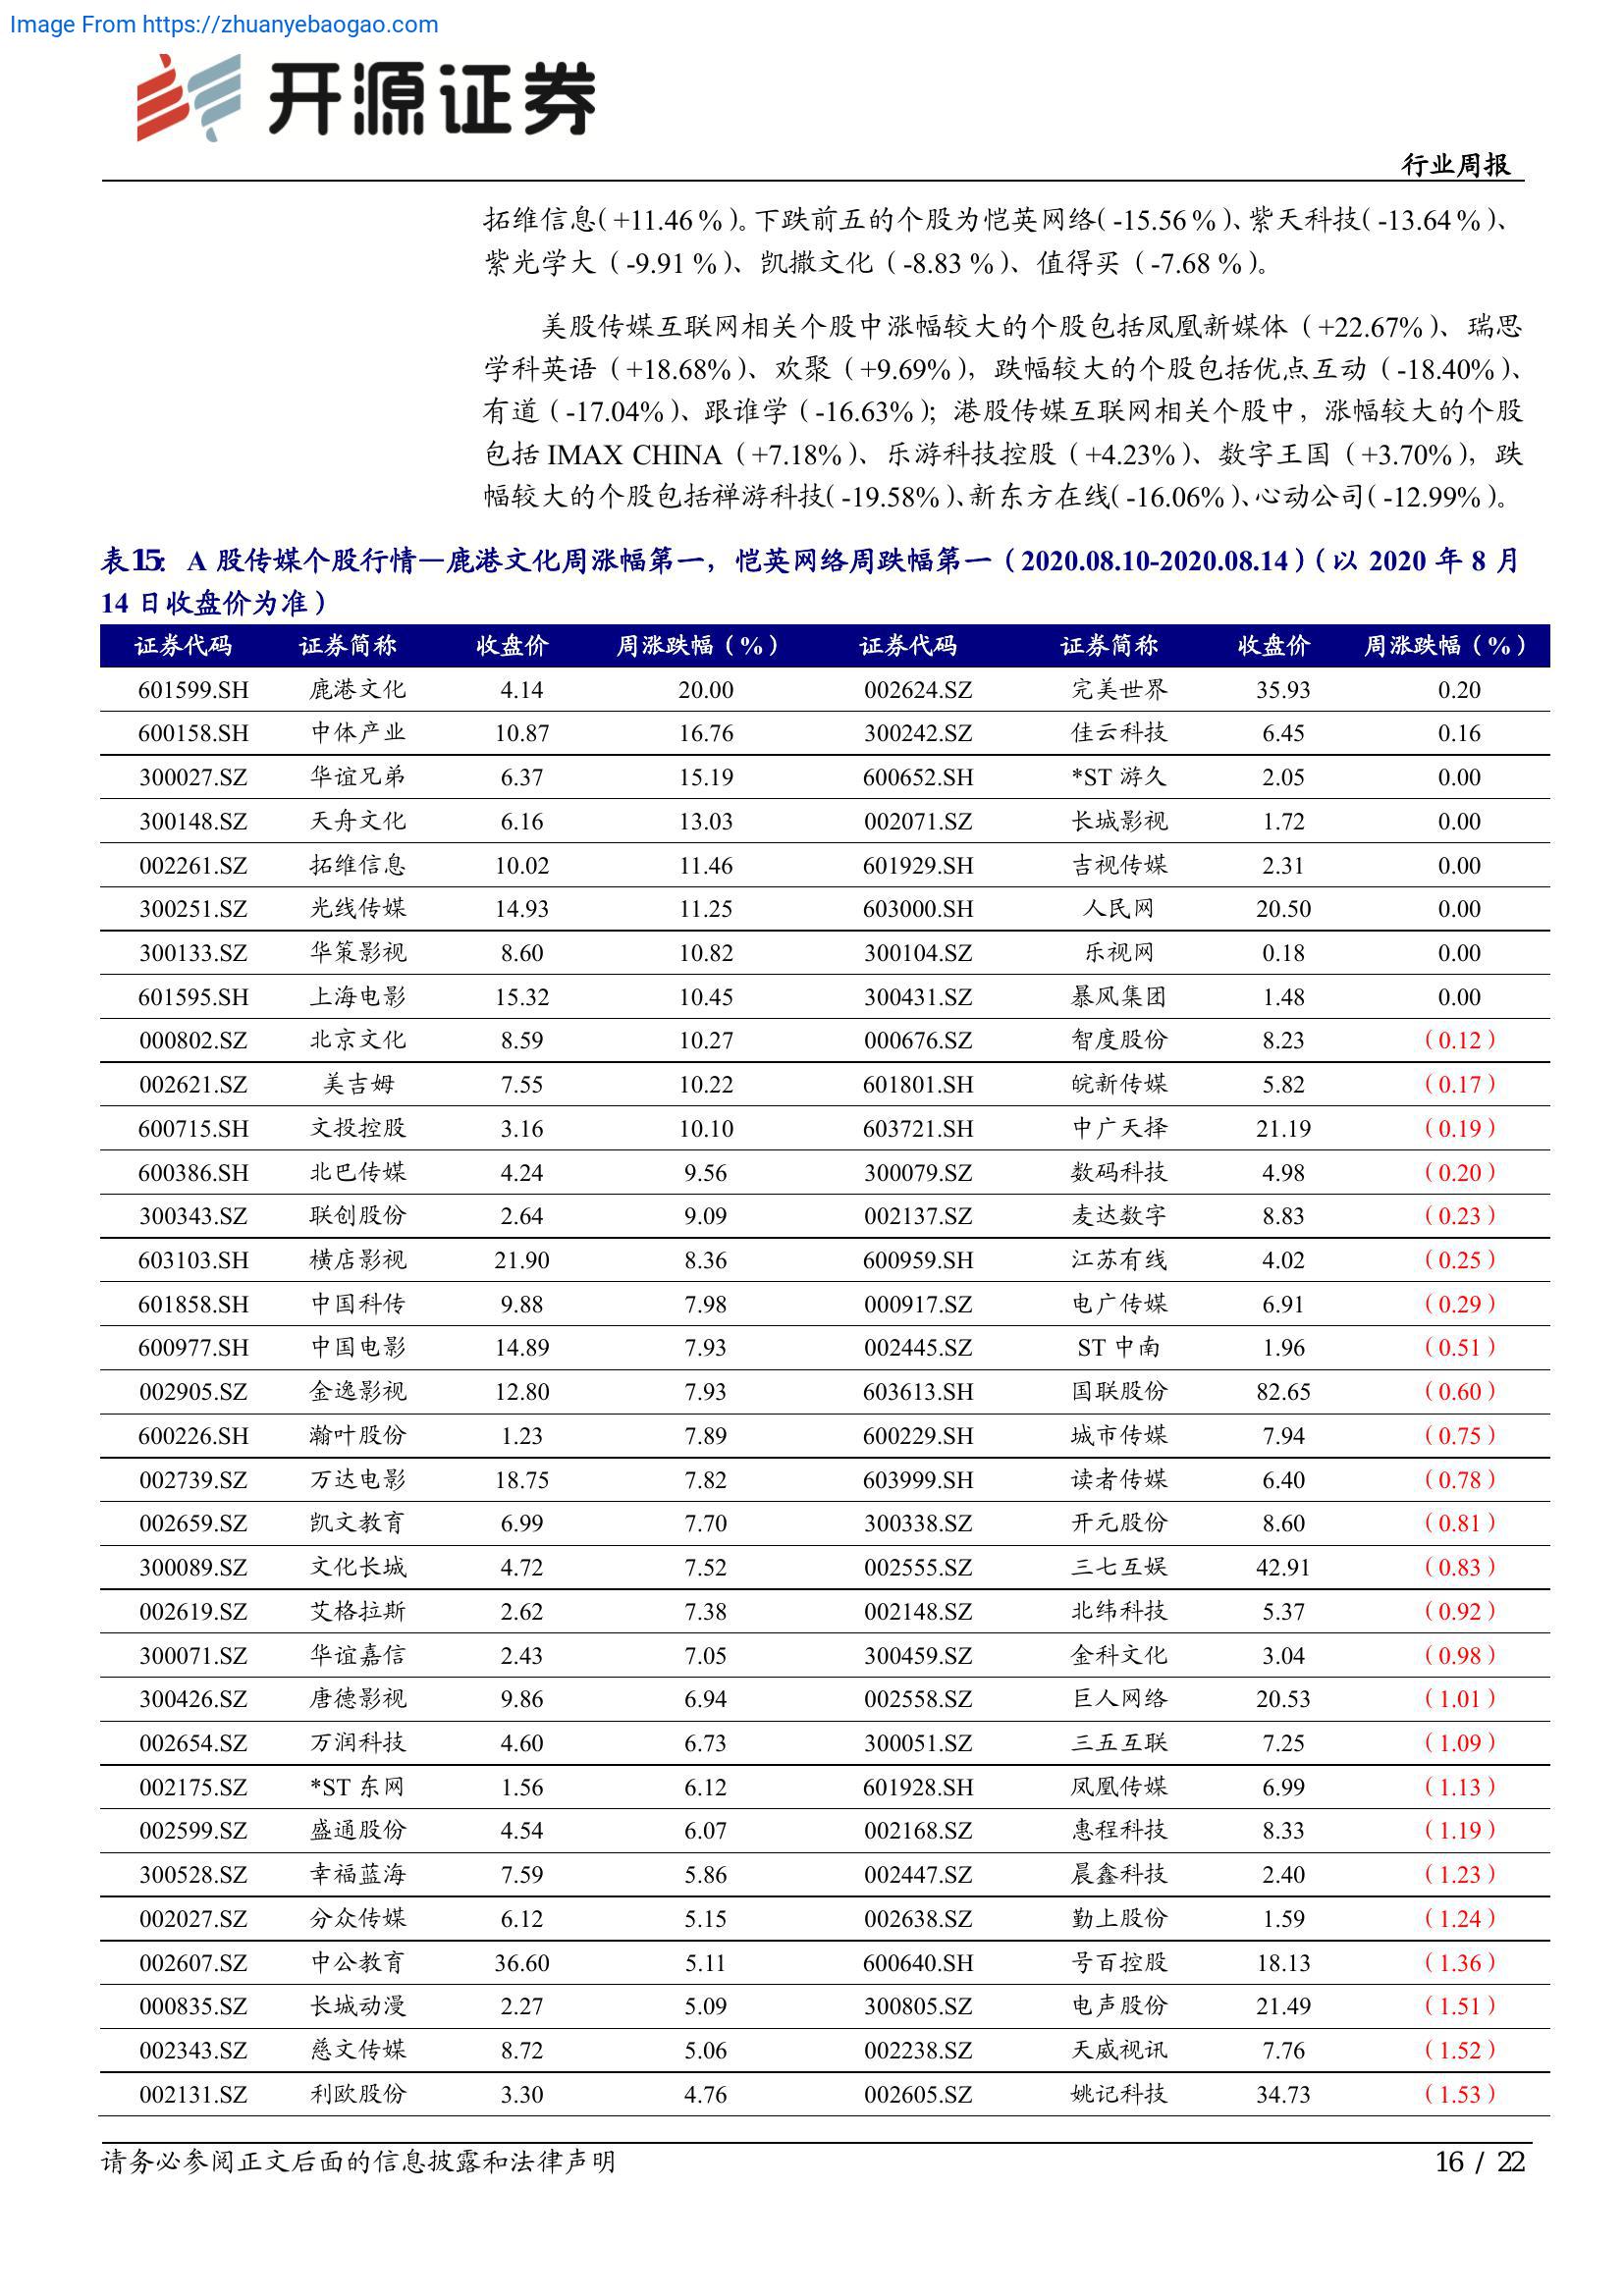 Image From https://zhuanyebaogao.com
开源证券
行业周报
拓维信息(+11.46%)。下跌前五的个股为恺英网络(-15.56%)、紫天科技(-13.64%)、
紫光学大(-9.91%)、凯撒文化(-8.83%)、值得买(-7.68%)。
美股传媒互联网相关个股中涨幅较大的个股包括凤凰新媒体(+22.67%)、瑞思
学科英语(+18.68%)、欢聚(+9.69%),跌幅较大的个股包括优点互动(-18.40%)、
有道(-17.04%)、跟谁学(-16.63%);港股传媒互联网相关个股中,涨幅较大的个股
包括 IMAX CHINA(+7.18%)、乐游科技控股(+4.23%)、数字王国(+3.70%),跌
幅较大的个股包括禅游科技(-19.58%)、新东方在线(-16.06%)、心动公司(-12.99%)。
表15: A 股传媒个股行情—鹿港文化周涨幅第一,恺英网络周跌幅第一(2020.08.10-2020.08.14)(以 2020 年 8 月
14 日收盘价为准)
证券代码 证券简称 收盘价 周涨跌幅(%) 证券代码 证券简称 收盘价 周涨跌幅(%)
601599.SH 鹿港文化 4.14 20.00 002624.SZ 完美世界 35.93 0.20
600158.SH 中体产业 10.87 16.76 300242.SZ 佳云科技 6.45 0.16
300027.SZ 华谊兄弟 6.37 15.19 600652.SH *ST 游久 2.05 0.00
300148.SZ 天舟文化 6.16 13.03 002071.SZ 长城影视 1.72 0.00
002261.SZ 拓维信息 10.02 11.46 601929.SH 吉视传媒 2.31 0.00
300251.SZ 光线传媒 14.93 11.25 603000.SH 人民网 20.50 0.00
300133.SZ 华策影视 8.60 10.82 300104.SZ 乐视网 0.18 0.00
601595.SH 上海电影 15.32 10.45 300431.SZ 暴风集团 1.48 0.00
000802.SZ 北京文化 8.59 10.27 000676.SZ 智度股份 8.23 (0.12)
002621.SZ 美吉姆 7.55 10.22 601801.SH 皖新传媒 5.82 (0.17)
600715.SH 文投控股 3.16 10.10 603721.SH 中广天择 21.19 (0.19)
600386.SH 北巴传媒 4.24 9.56 300079.SZ 数码科技 4.98 (0.20)
300343.SZ 联创股份 2.64 9.09 002137.SZ 麦达数字 8.83 (0.23)
603103.SH 横店影视 21.90 8.36 600959.SH 江苏有线 4.02 (0.25)
601858.SH 中国科传 9.88 7.98 000917.SZ 电广传媒 6.91 (0.29)
600977.SH 中国电影 14.89 7.93 002445.SZ ST 中南 1.96 (0.51)
002905.SZ 金逸影视 12.80 7.93 603613.SH 国联股份 82.65 (0.60)
600226.SH 瀚叶股份 1.23 7.89 600229.SH 城市传媒 7.94 (0.75)
002739.SZ 万达电影 18.75 7.82 603999.SH 读者传媒 6.40 (0.78)
002659.SZ 凯文教育 6.99 7.70 300338.SZ 开元股份 8.60 (0.81)
300089.SZ 文化长城 4.72 7.52 002555.SZ 三七互娱 42.91 (0.83)
002619.SZ 艾格拉斯 2.62 7.38 002148.SZ 北纬科技 5.37 (0.92)
300071.SZ 华谊嘉信 2.43 7.05 300459.SZ 金科文化 3.04 (0.98)
300426.SZ 唐德影视 9.86 6.94 002558.SZ 巨人网络 20.53 (1.01)
002654.SZ 万润科技 4.60 6.73 300051.SZ 三五互联 7.25 (1.09)
002175.SZ *ST 东网 1.56 6.12 601928.SH 凤凰传媒 6.99 (1.13)
002599.SZ 盛通股份 4.54 6.07 002168.SZ 惠程科技 8.33 (1.19)
300528.SZ 幸福蓝海 7.59 5.86 002447.SZ 晨鑫科技 2.40 (1.23)
002027.SZ 分众传媒 6.12 5.15 002638.SZ 勤上股份 1.59 (1.24)
002607.SZ 中公教育 36.60 5.11 600640.SH 号百控股 18.13 (1.36)
000835.SZ 长城动漫 2.27 5.09 300805.SZ 电声股份 21.49 (1.51)
002343.SZ 慈文传媒 8.72 5.06 002238.SZ 天威视讯 7.76 (1.52)
002131.SZ 利欧股份 3.30 4.76 002605.SZ 姚记科技 34.73 (1.53)
请务必参阅正文后面的信息披露和法律声明
16 / 22